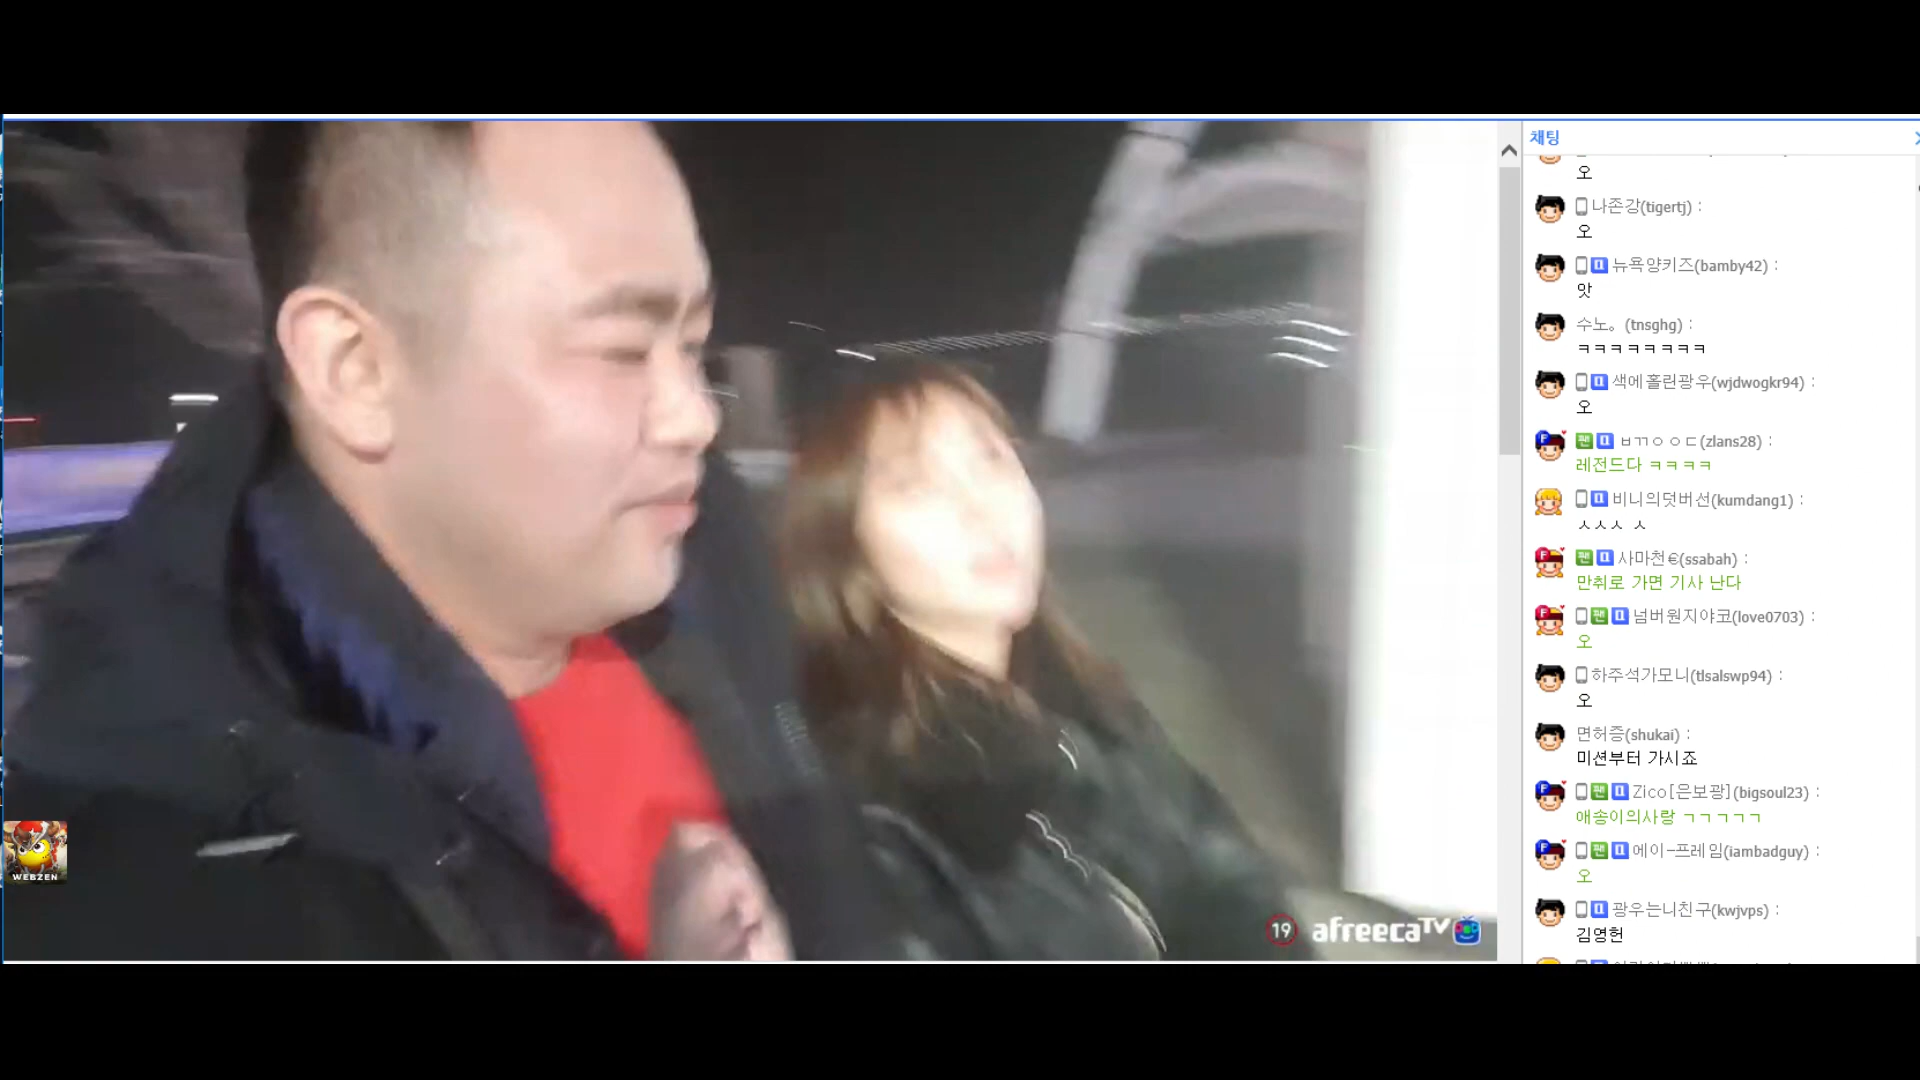 채팅
오
나존강(tigertj) :
오
뉴욕양키즈(bamby42) :
앗
수노。(tnsghg) :
ㅋㅋㅋㅋㅋㅋㅋㅋ
색에홀린광우(wjdwogkr94) :
오
팬 ㅂㄲㅇㅇㄷ(zlans28) :
레전드다 ㅋㅋㅋㅋ
비니의덧버선(kumdang1) :
ㅅㅅㅅ ㅅ
팬 사마천€(ssabah) :
만취로 가면 기사 난다
팬 넘버원지야코(love0703) :
오
하주석가모니(tlsalswp94) :
오
면허증(shukai) :
미션부터 가시죠
팬 Zico[은보광](bigsoul23) :
애송이의사랑 ㄱㄱㄱㄱㄱ
팬 에이-프레임(iambadguy) :
오
광우는니친구(kwjvps) :
김영헌
WEBZEN
19 afreecaTV